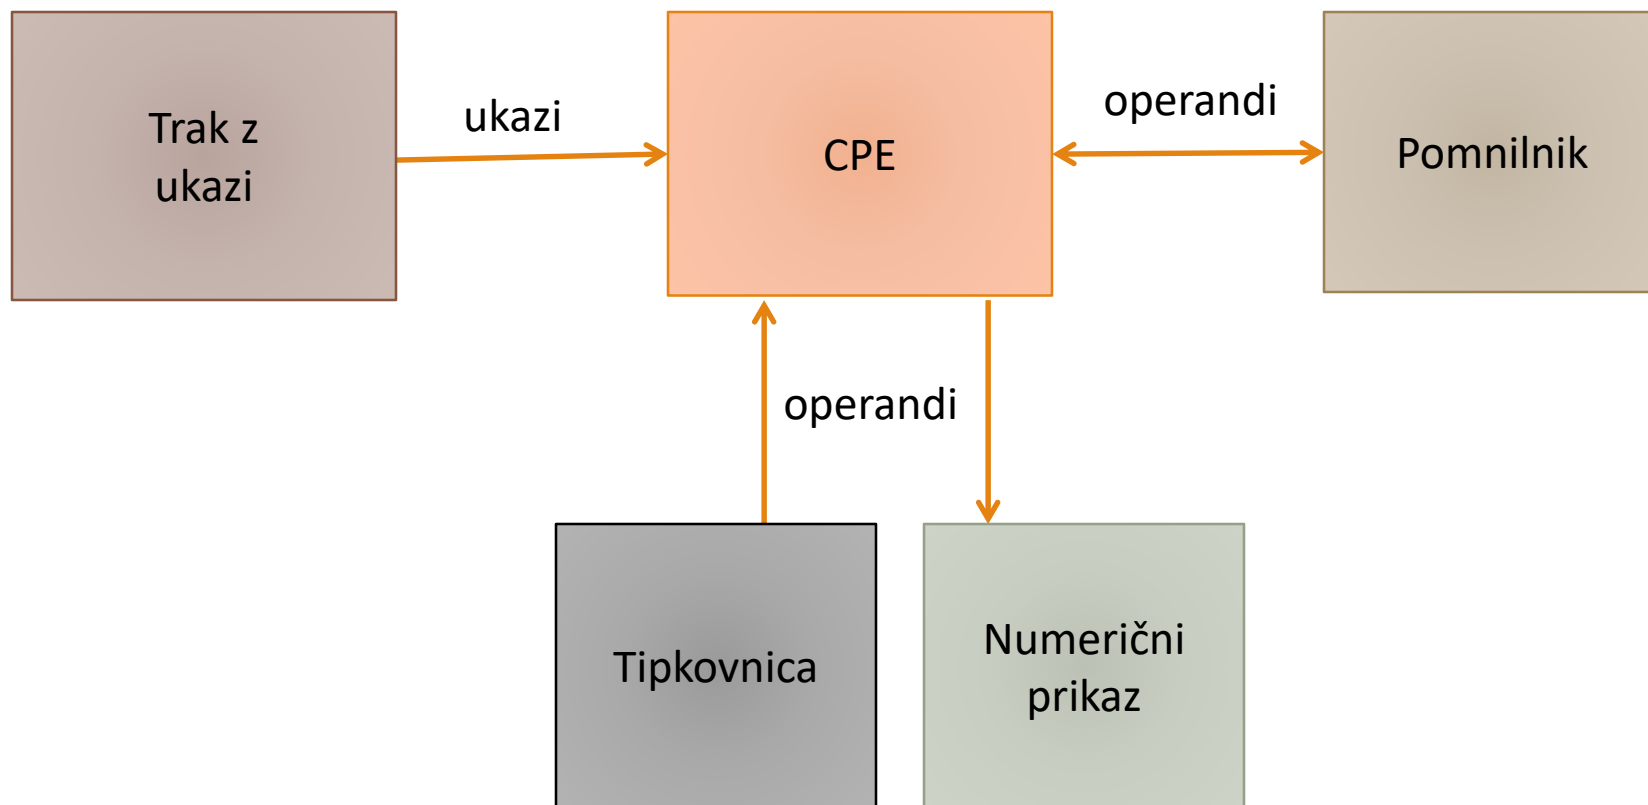 Trak z
ukazi
ukazi
CPE
operandi
Pomnilnik
operandi
Tipkovnica
Numerični
prikaz